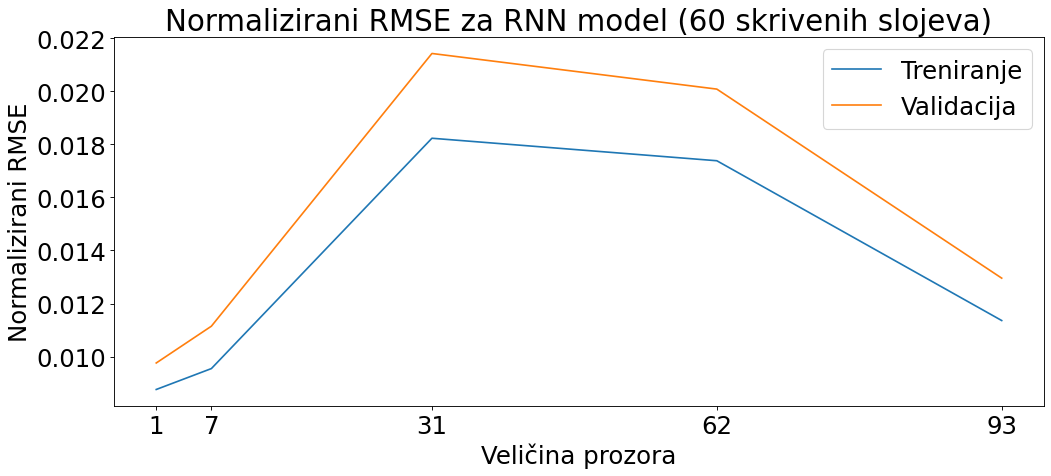 Normalizirani RMSE za RNN model (60 skrivenih slojeva)
Normalizirani RMSE
0.022
0.020
0.018
0.016
0.014
0.012
0.010
Treniranje
Validacija
1 7 31 62 93
Veličina prozora